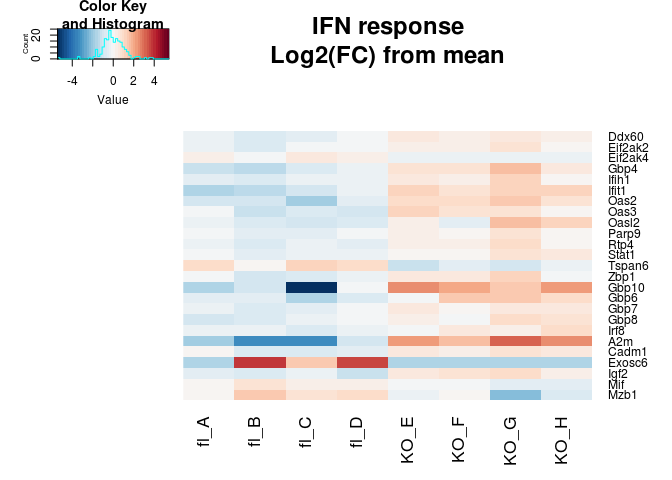 Color Key
and Histogram
Count
0 20
-4 0 2 4
Value
IFN response
Log2(FC) from mean
Ddx60
Eif2ak2
Eif2ak4
Gbp4
Ifih1
Ifit1
Oas2
Oas3
Oasl2
Parp9
Rtp4
Stat1
Tspan6
Zbp1
Gbp10
Gbp6
Gbp7
Gbp8
Irf8
A2m
Cadm1
Exosc6
Igf2
Mif
Mzb1
fl_A
fl_B
fl_C
fl_D
KO_E
KO_F
KO_G
KO_H